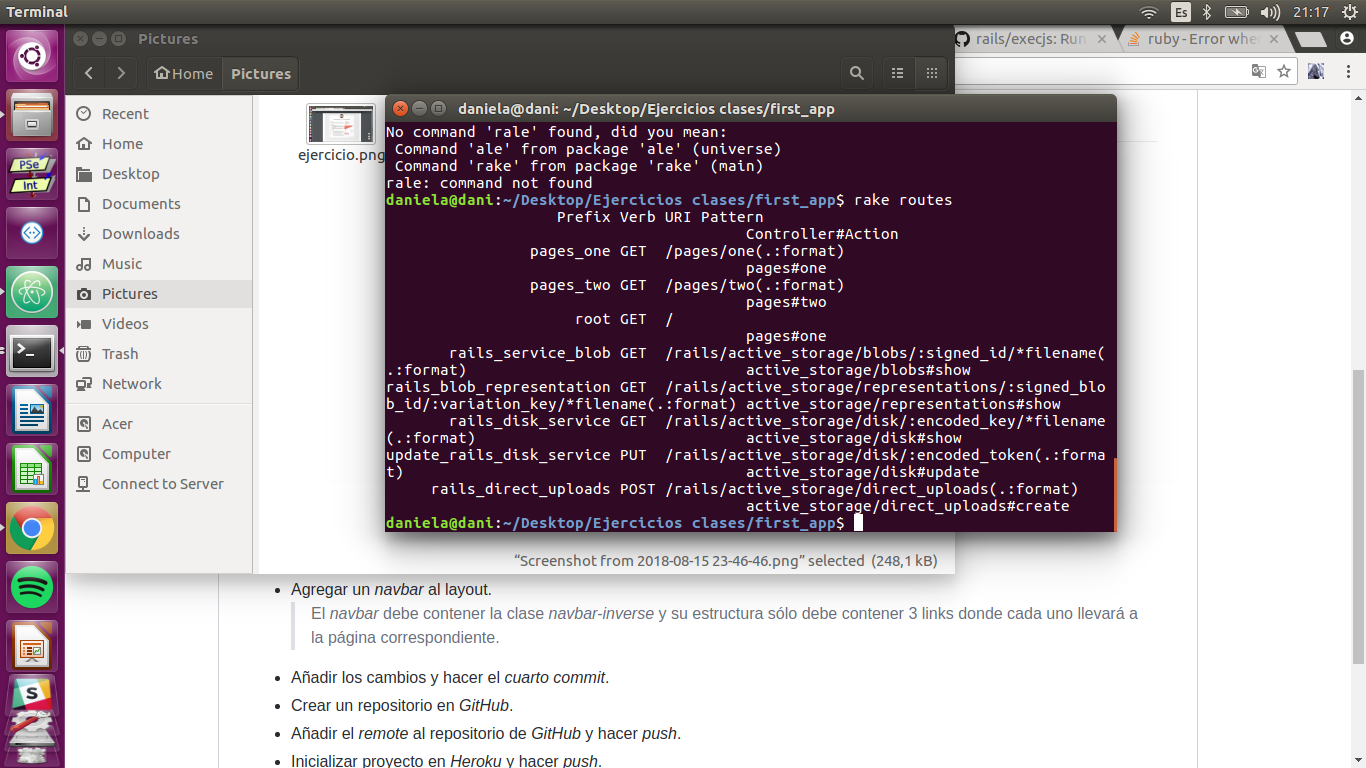 Terminal
Es
21:17
Pictures
Home
Pictures
rails/execjs: Run
ruby - Error whe
Recent
Home
Desktop
Documents
Downloads
Music
Pictures
Videos
Trash
Network
Acer
Computer
Connect to Server
ejercicio.png
PSe
Int
daniela@dani: ~/Desktop/Ejercicios clases/first_app
No command 'rale' found, did you mean:
Command 'ale' from package 'ale' (universe)
Command 'rake' from package 'rake' (main)
rale: command not found
daniela@dani:~/Desktop/Ejercicios clases/first_app$ rake routes
Prefix Verb URI Pattern
Controller#Action
pages_one GET /pages/one(.:format)
pages#one
pages_two GET /pages/two(.:format)
pages#two
root GET /
pages#one
rails_service_blob GET /rails/active_storage/blobs/:signed_id/*filename(
.:format) active_storage/blobs#show
rails_blob_representation GET /rails/active_storage/representations/:signed_blo
b_id/:variation_key/*filename(.:format) active_storage/representations#show
rails_disk_service GET /rails/active_storage/disk/:encoded_key/*filename
(.:format) active_storage/disk#show
update_rails_disk_service PUT /rails/active_storage/disk/:encoded_token(.:forma
t) active_storage/disk#update
rails_direct_uploads POST /rails/active_storage/direct_uploads(.:format)
active_storage/direct_uploads#create
daniela@dani:~/Desktop/Ejercicios clases/first_app$
“Screenshot from 2018-08-15 23-46-46.png” selected (248,1 kB)
Agregar un navbar al layout.
El navbar debe contener la clase navbar-inverse y su estructura sólo debe contener 3 links donde cada uno llevará a
la página correspondiente.
Añadir los cambios y hacer el cuarto commit.
Crear un repositorio en GitHub.
Añadir el remote al repositorio de GitHub y hacer push.
Inicializar proyecto en Heroku y hacer push.